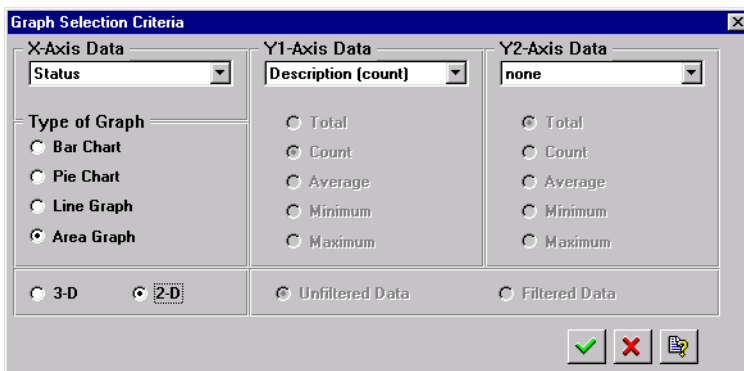 Graph Selection Criteria
X-Axis Data Y1-Axis Data Y2-Axis Data
Status Description (count) none
Type of Graph
Bar Chart
Pie Chart
Line Graph
Area Graph
Total
Count
Average
Minimum
Maximum
Total
Count
Average
Minimum
Maximum
3-D 2-D Unfiltered Data Filtered Data